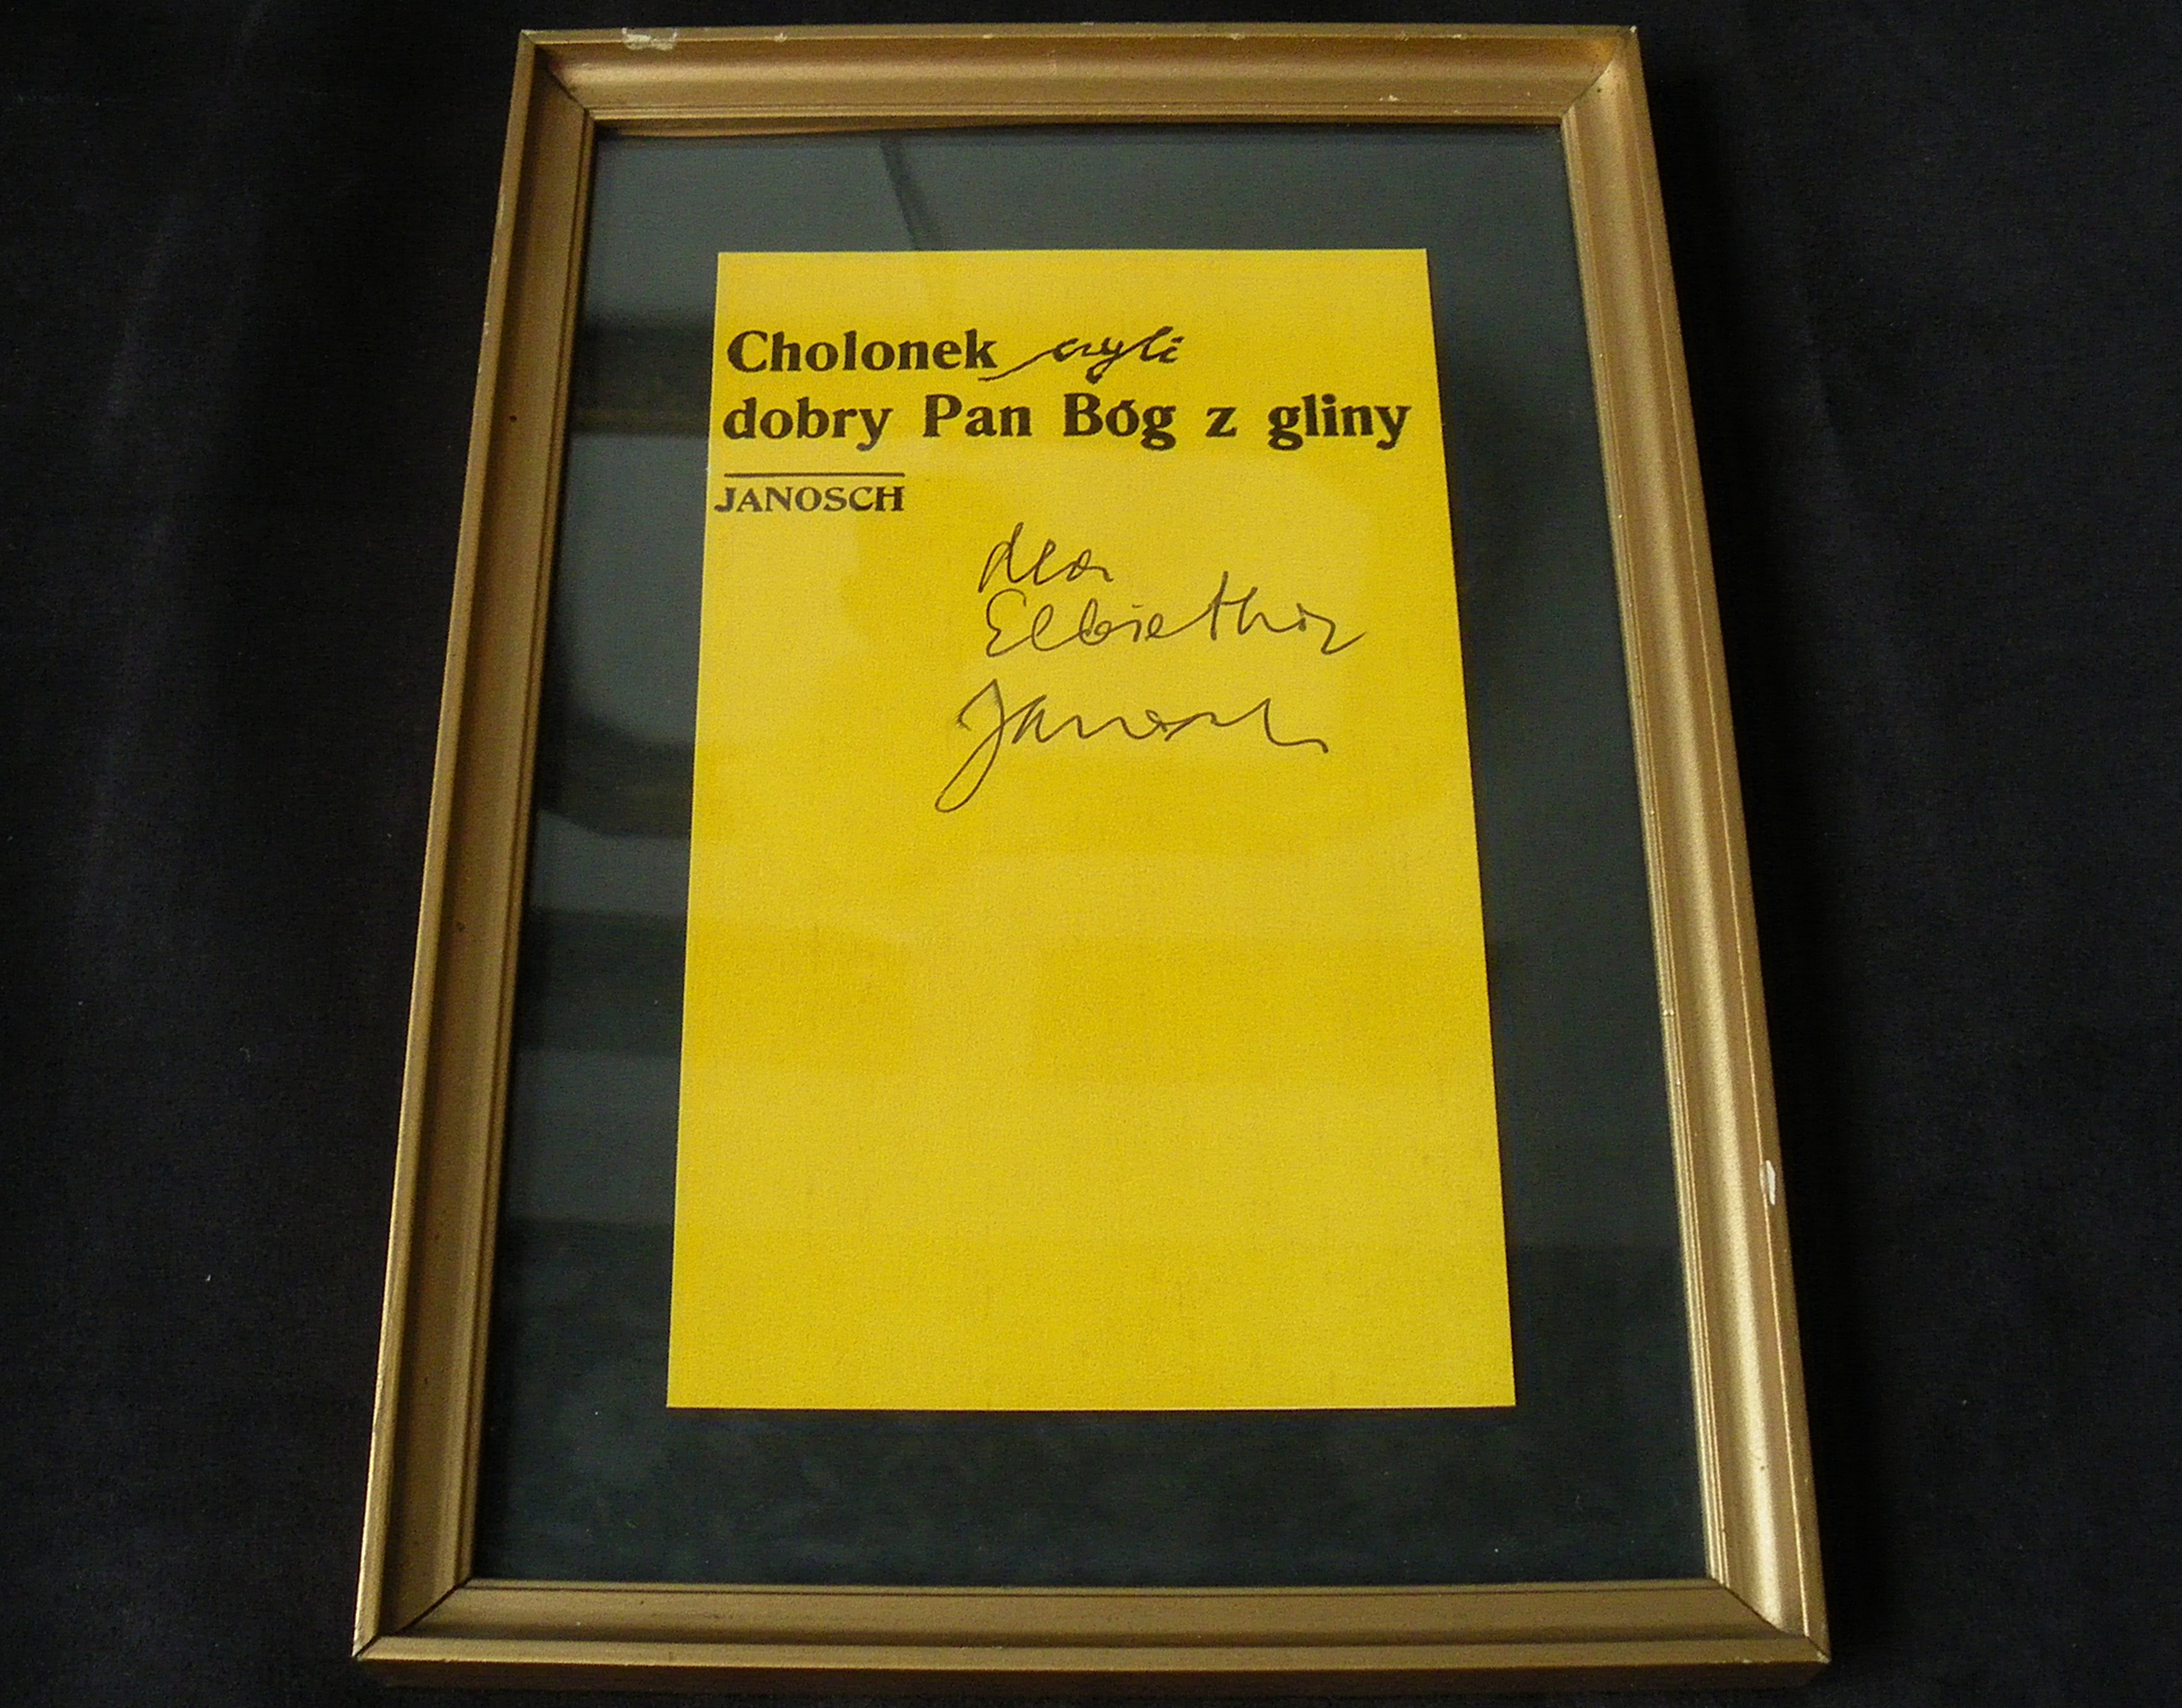 Cholonek czyli
dobry Pan Bóg z gliny
JANOSCH
dla
Janosch